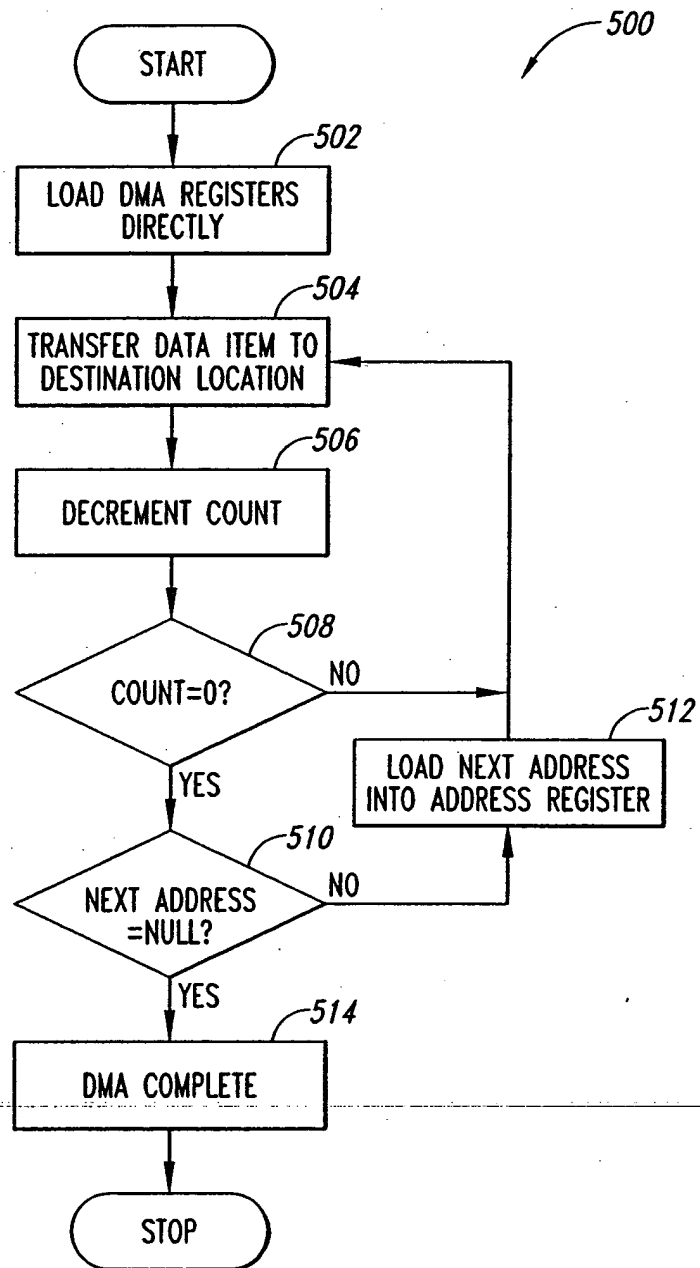 500
START
502
LOAD DMA REGISTERS
DIRECTLY
504
TRANSFER DATA ITEM TO
DESTINATION LOCATION
506
DECREMENT COUNT
508
COUNT=0?
NO
YES
512
LOAD NEXT ADDRESS
INTO ADDRESS REGISTER
510
NEXT ADDRESS
=NULL?
NO
YES
514
DMA COMPLETE
STOP